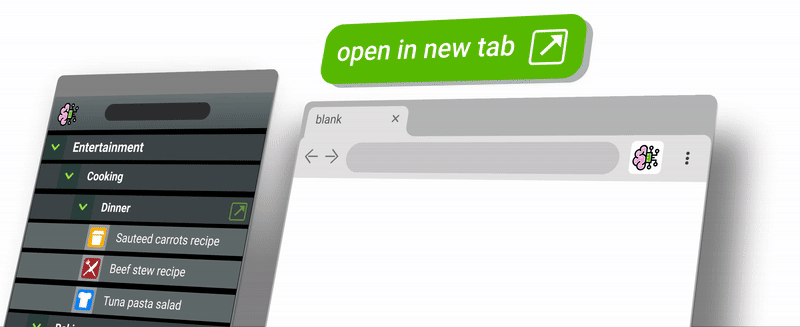 open in new tab
blank
Entertainment
Cooking
Dinner
Sauteed carrots recipe
Beef stew recipe
Tuna pasta salad